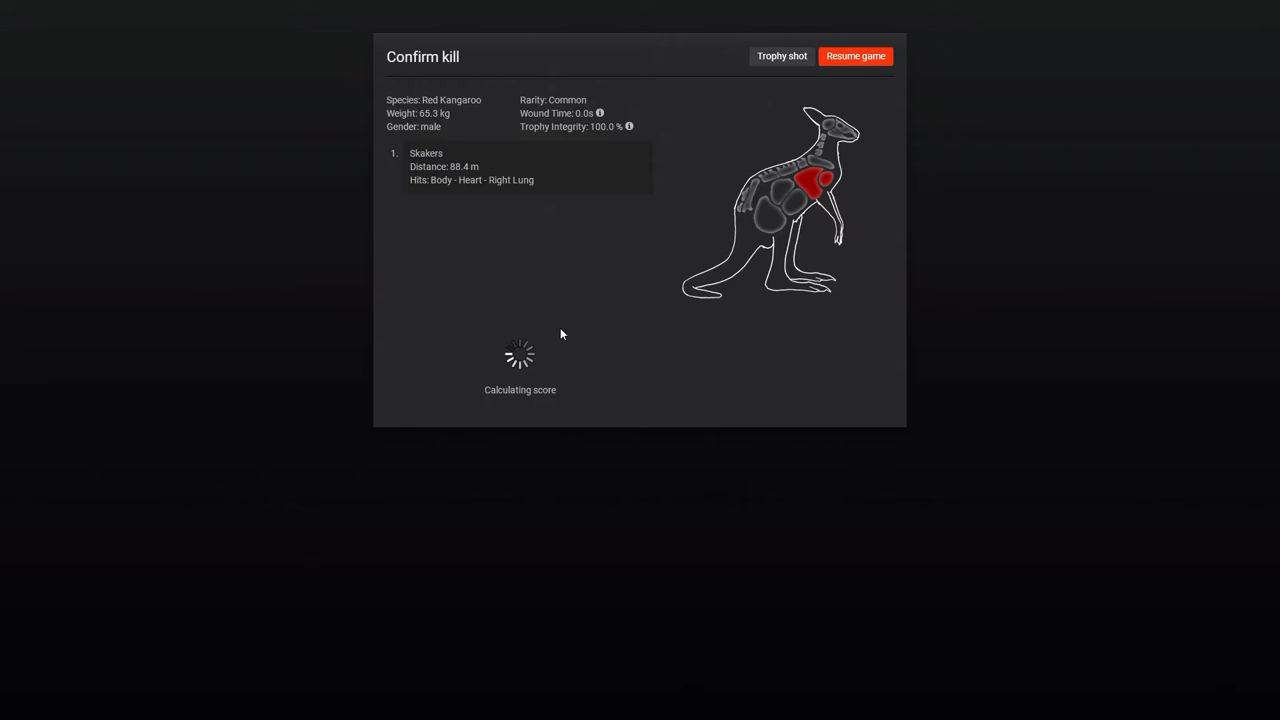 Confirm kill
Trophy shot
Resume game
Species: Red Kangaroo
Weight: 65.3 kg
Gender: male
Rarity: Common
Wound Time: 0.0s
Trophy Integrity: 100.0 %
1. Skakers
Distance: 88.4 m
Hits: Body - Heart - Right Lung
Calculating score